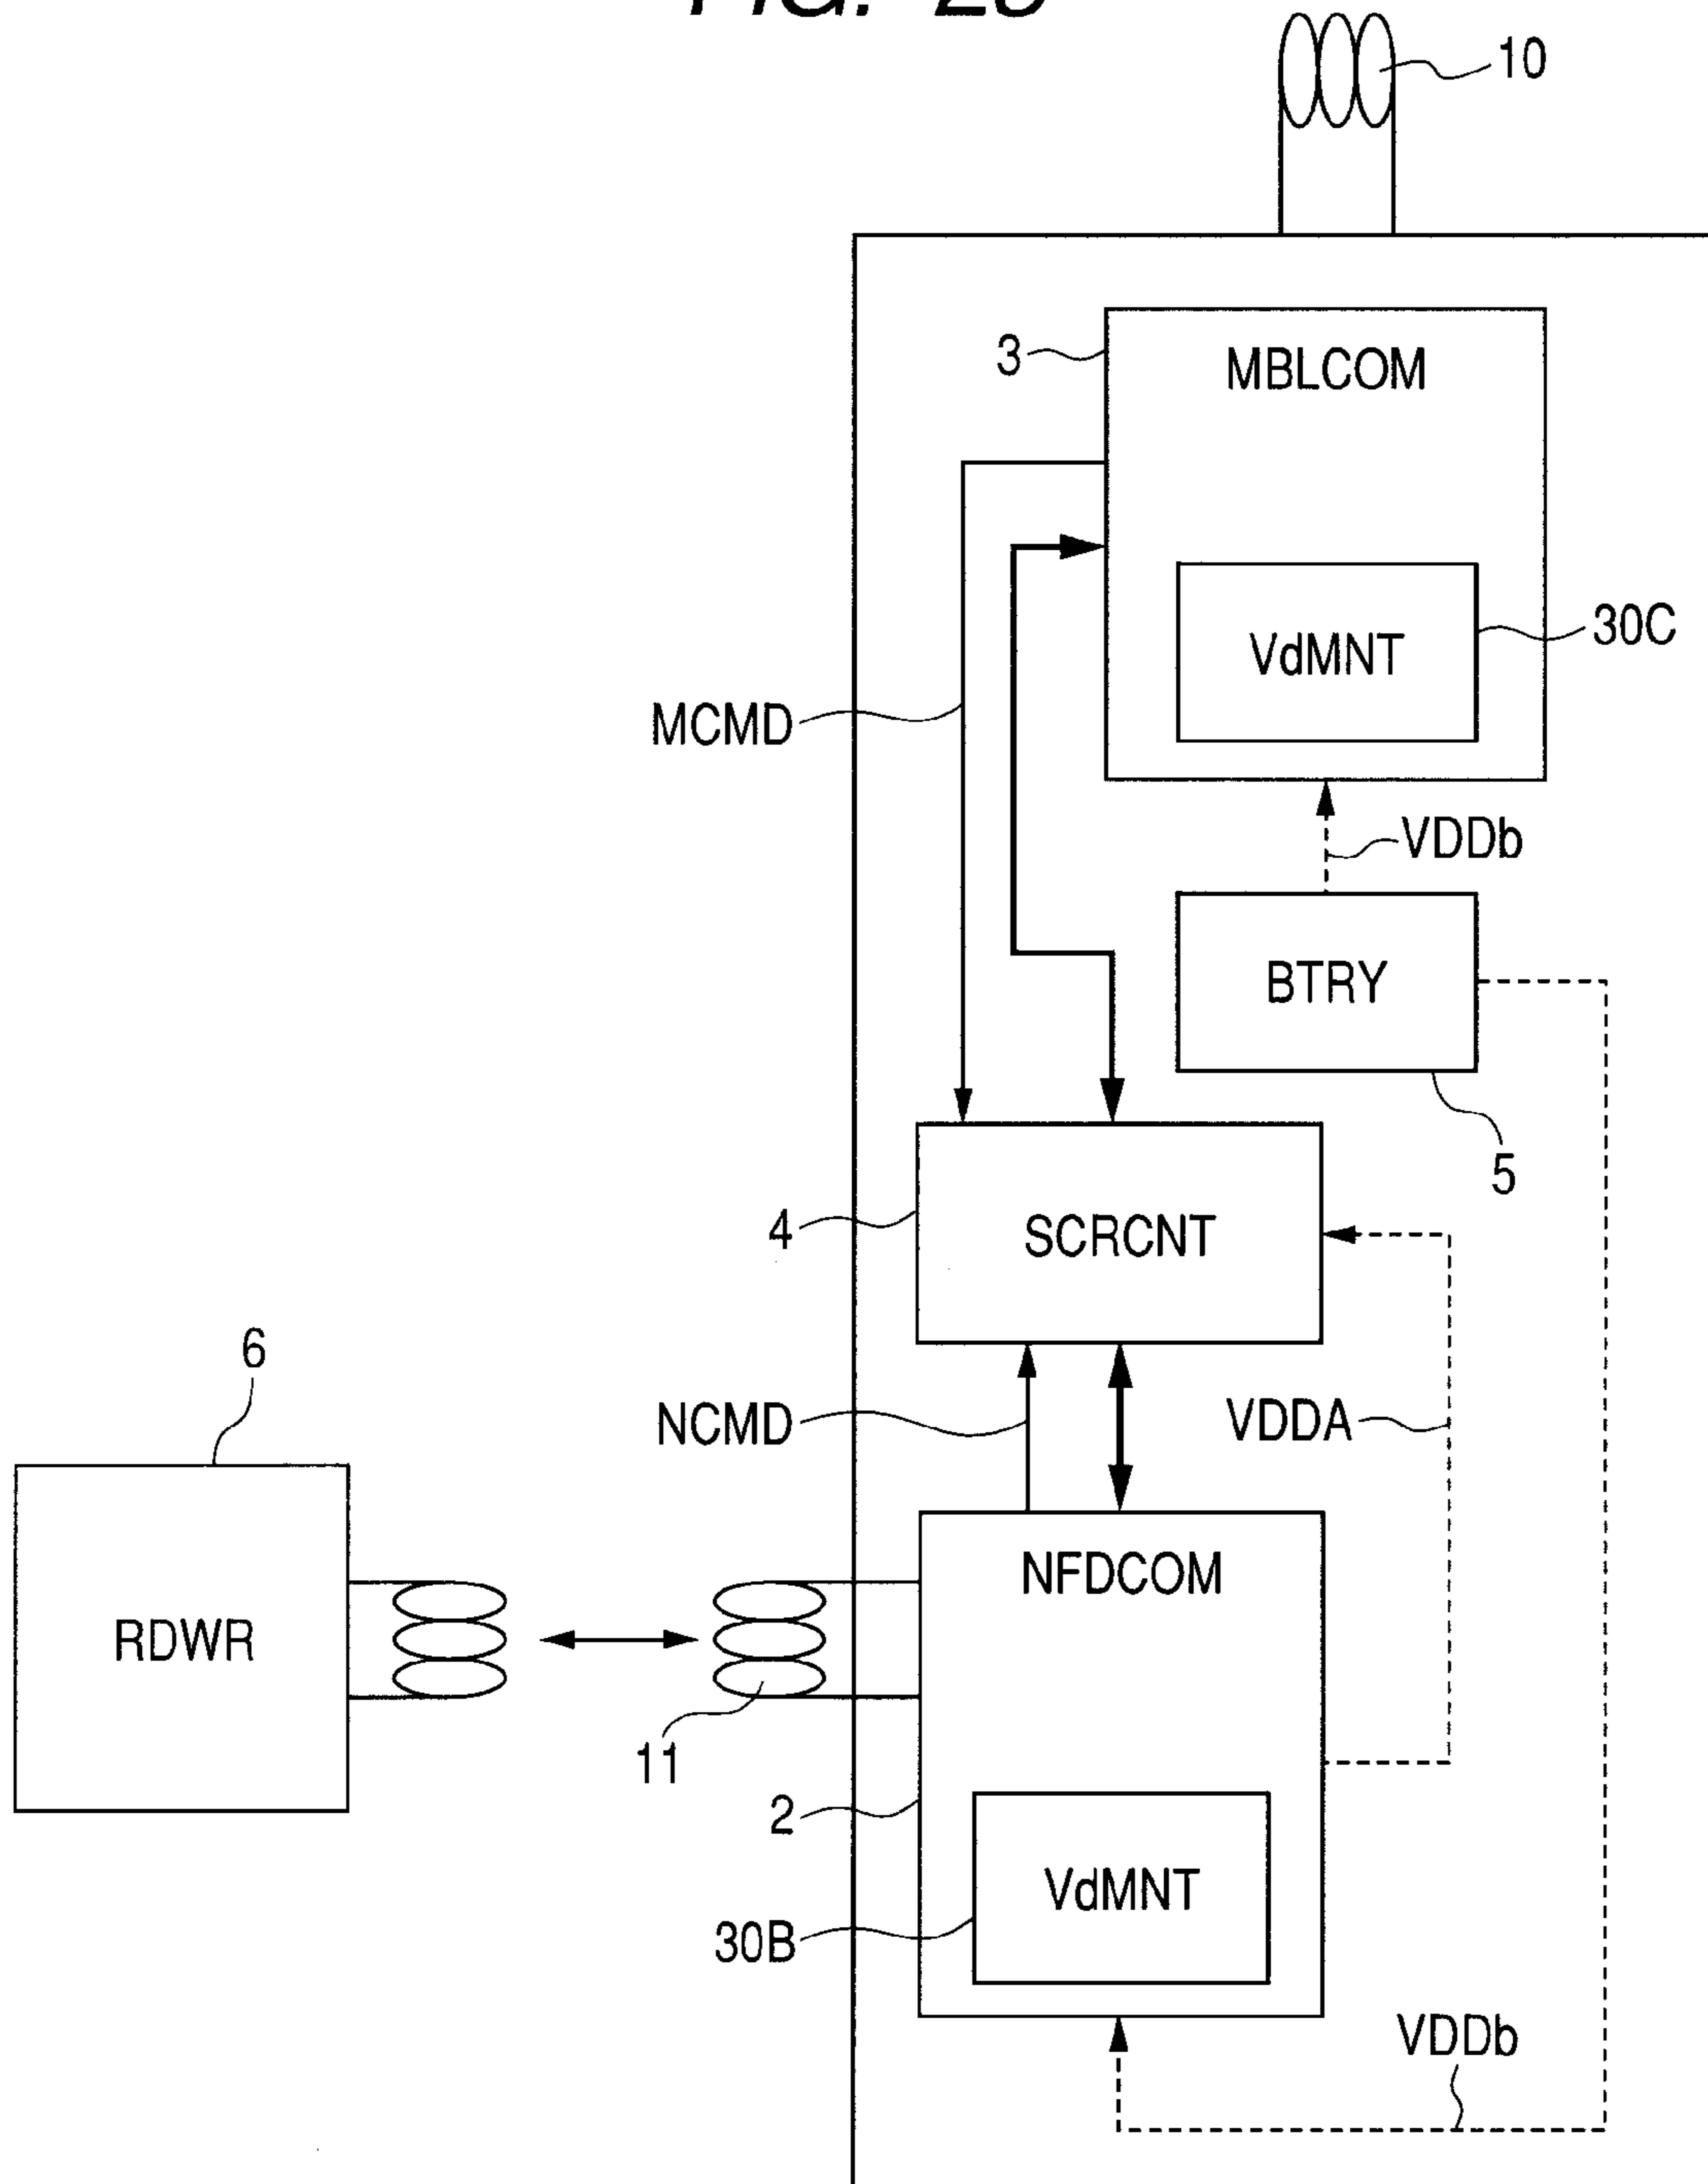 10
3
MBLCOM
VdMNT
30C
MCMD
VDDb
BTRY
5
4
SCRCNT
6
NCMD
VDDA
RDWR
NFDCOM
11
2
VdMNT
30B
VDDb